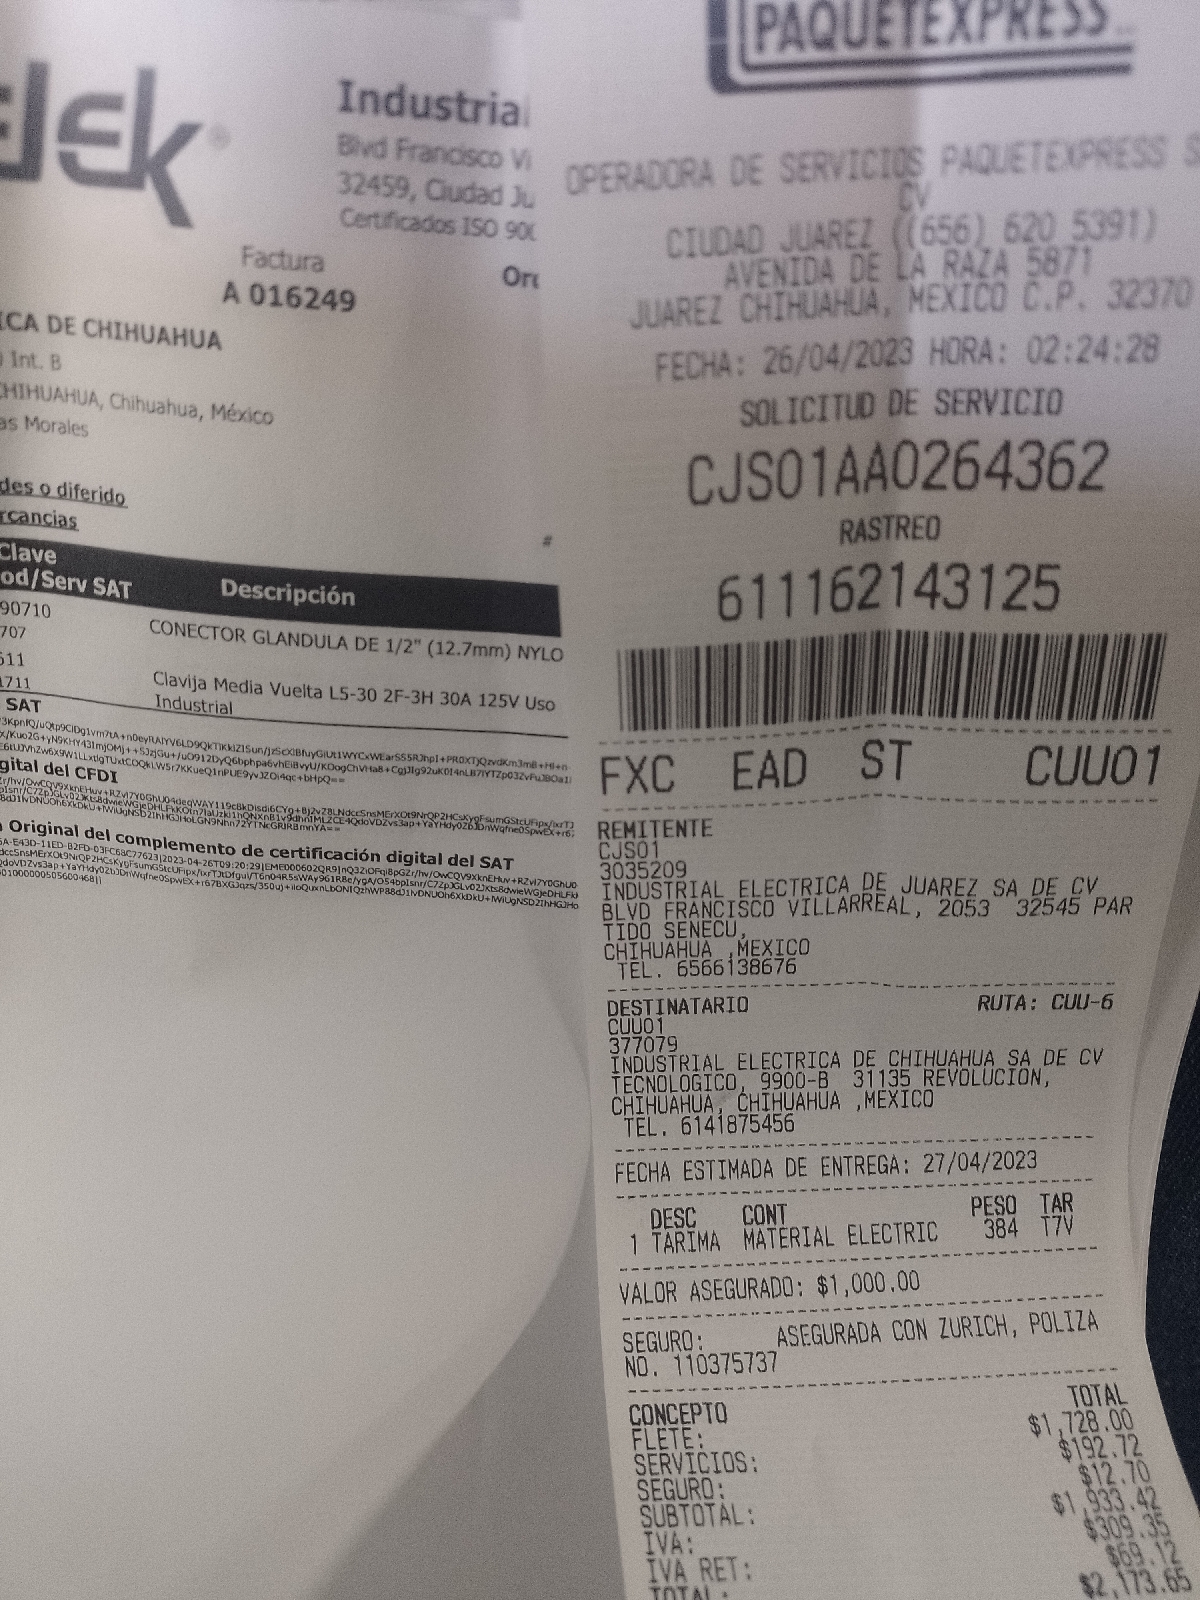 elek®
Industrial
Blvd Francisco Vi
32459, Ciudad Ju
Certificados ISO 900
Factura
A 016249
ICA DE CHIHUAHUA
Int. B
CHIHUAHUA, Chihuahua, México
as Morales
des o diferido
rcancias
#
Clave
od/Serv SAT Descripción
90710
CONECTOR GLANDULA DE 1/2" (12.7mm) NYLO
707
511
Clavija Media Vuelta L5-30 2F-3H 30A 125V Uso
1711
Industrial
SAT
gital del CFDI
Original del complemento de certificación digital del SAT
PAQUETEXPRESS
OPERADORA DE SERVICIOS PAQUETEXPRESS S
CV
CIUDAD JUAREZ ((656) 620 5391)
AVENIDA DE LA RAZA 5871
JUAREZ CHIHUAHUA, MEXICO C.P. 32370
FECHA: 26/04/2023 HORA: 02:24:28
SOLICITUD DE SERVICIO
CJS01AA0264362
RASTREO
611162143125
FXC EAD ST CUU01
REMITENTE
CJS01
3035209
INDUSTRIAL ELECTRICA DE JUAREZ SA DE CV
BLVD FRANCISCO VILLARREAL, 2053 32545 PAR
TIDO SENECU,
CHIHUAHUA ,MEXICO
TEL. 6566138676
DESTINATARIO RUTA: CUU-6
CUU01
377079
INDUSTRIAL ELECTRICA DE CHIHUAHUA SA DE CV
TECNOLOGICO, 9900-B 31135 REVOLUCION,
CHIHUAHUA, CHIHUAHUA ,MEXICO
TEL. 6141875456
FECHA ESTIMADA DE ENTREGA: 27/04/2023
DESC CONT PESO TAR
1 TARIMA MATERIAL ELECTRIC 384 T7V
VALOR ASEGURADO: $1,000.00
SEGURO: ASEGURADA CON ZURICH, POLIZA
NO. 110375737
CONCEPTO TOTAL
FLETE: $1,728.00
SERVICIOS: $192.72
SEGURO: $12.70
SUBTOTAL: $1,933.42
IVA: $309.35
IVA RET: $69.12
TOTAL: $2,173.65